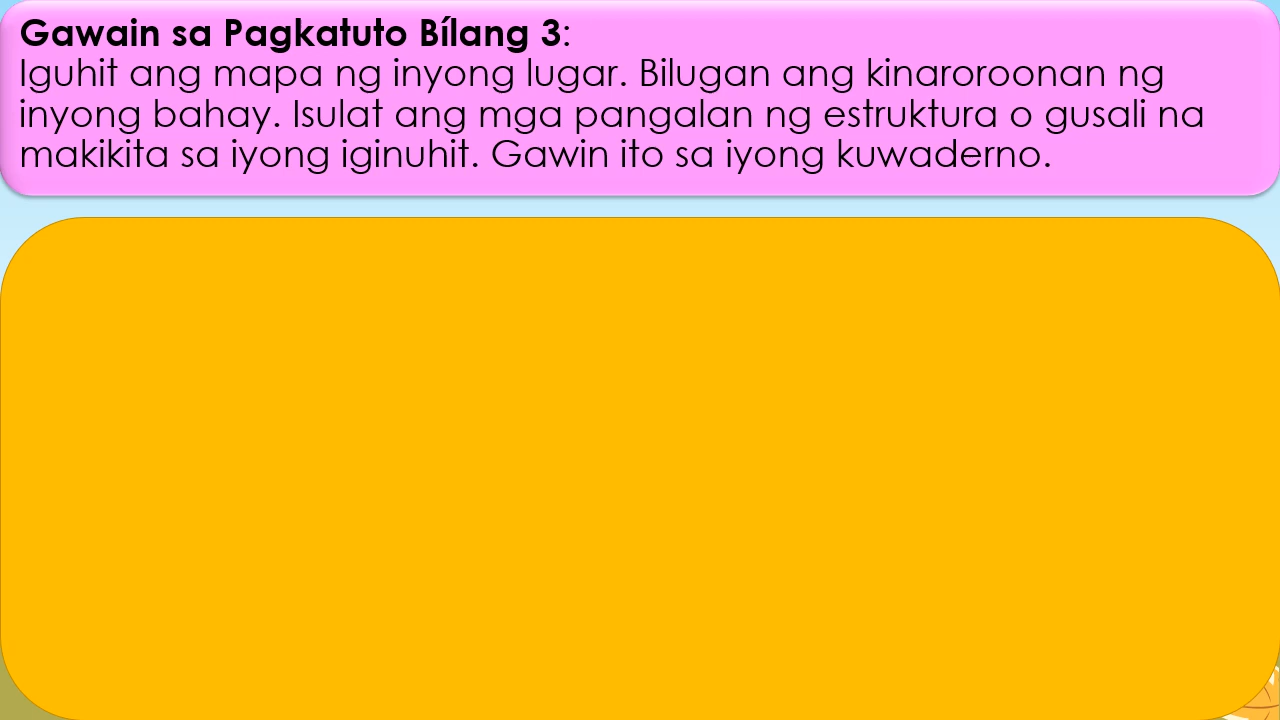 Gawain sa Pagkatuto Bílang 3:
Iguhit ang mapa ng inyong lugar. Bilugan ang kinaroroonan ng
inyong bahay. Isulat ang mga pangalan ng estruktura o gusali na
makikita sa iyong iginuhit. Gawin ito sa iyong kuwaderno.